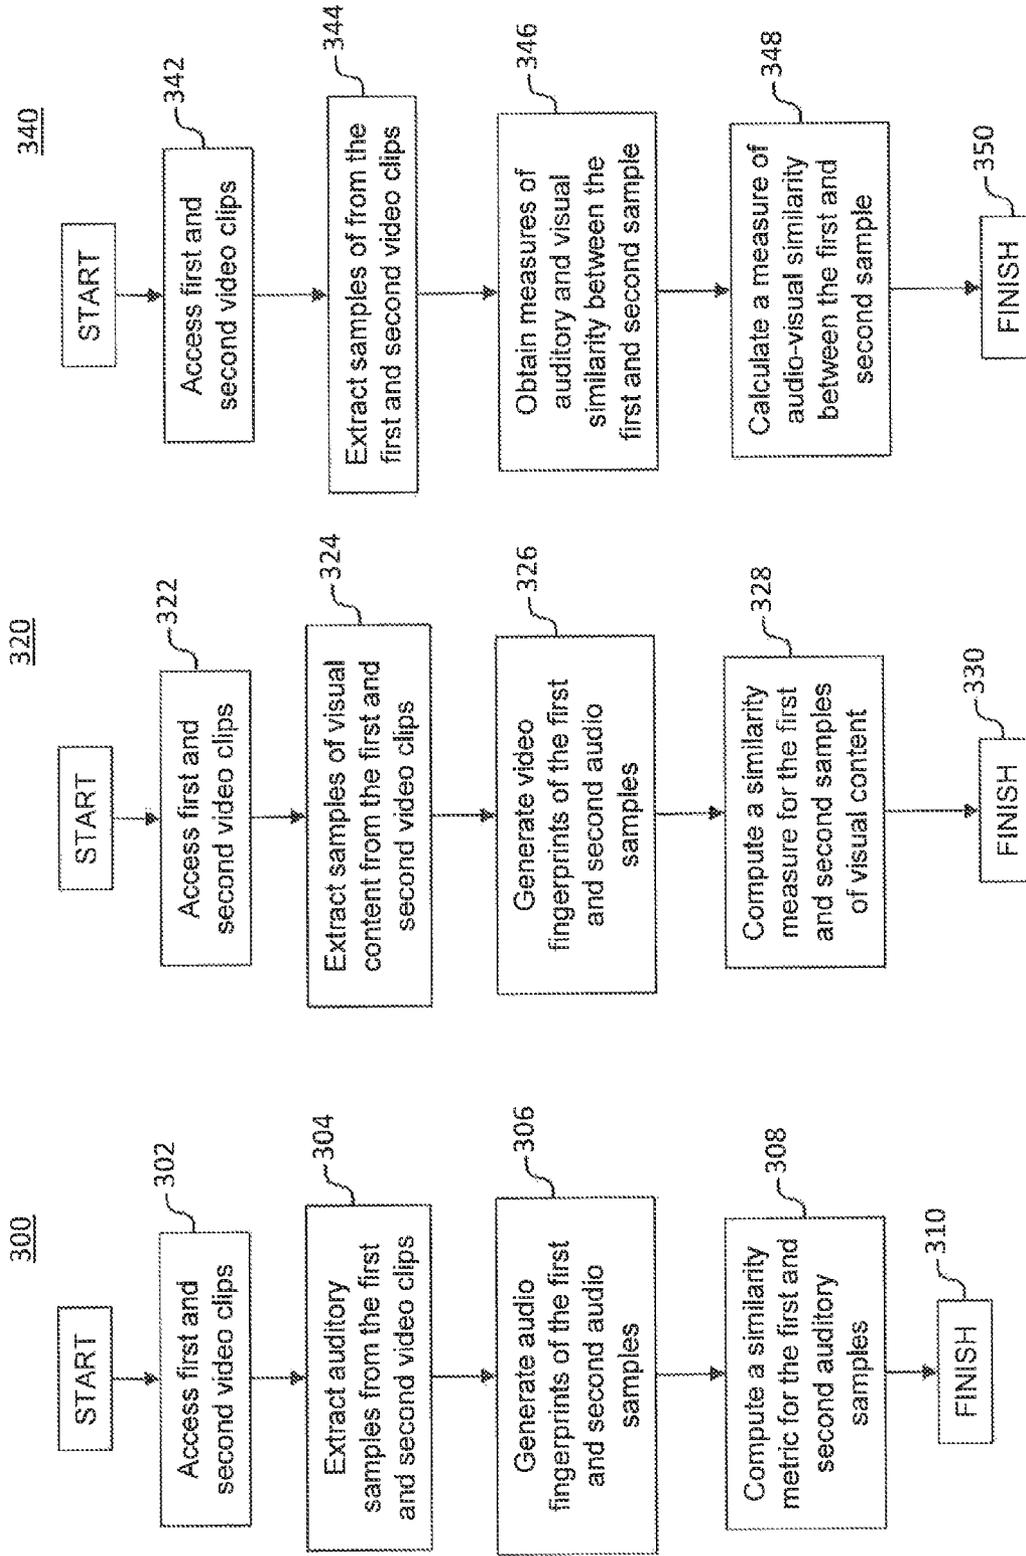 300
START
302
Access first and
second video clips
304
Extract auditory
samples from the first
and second video clips
306
Generate audio
fingerprints of the first
and second audio
samples
308
Compute a similarity
metric for the first and
second auditory
samples
310
FINISH
320
START
322
Access first and
second video clips
324
Extract samples of visual
content from the first and
second video clips
326
Generate video
fingerprints of the first
and second audio
samples
328
Compute a similarity
measure for the first
and second samples
of visual content
330
FINISH
340
START
342
Access first and
second video clips
344
Extract samples of from the
first and second video clips
346
Obtain measures of
auditory and visual
similarity between the
first and second sample
348
Calculate a measure of
audio-visual similarity
between the first and
second sample
350
FINISH